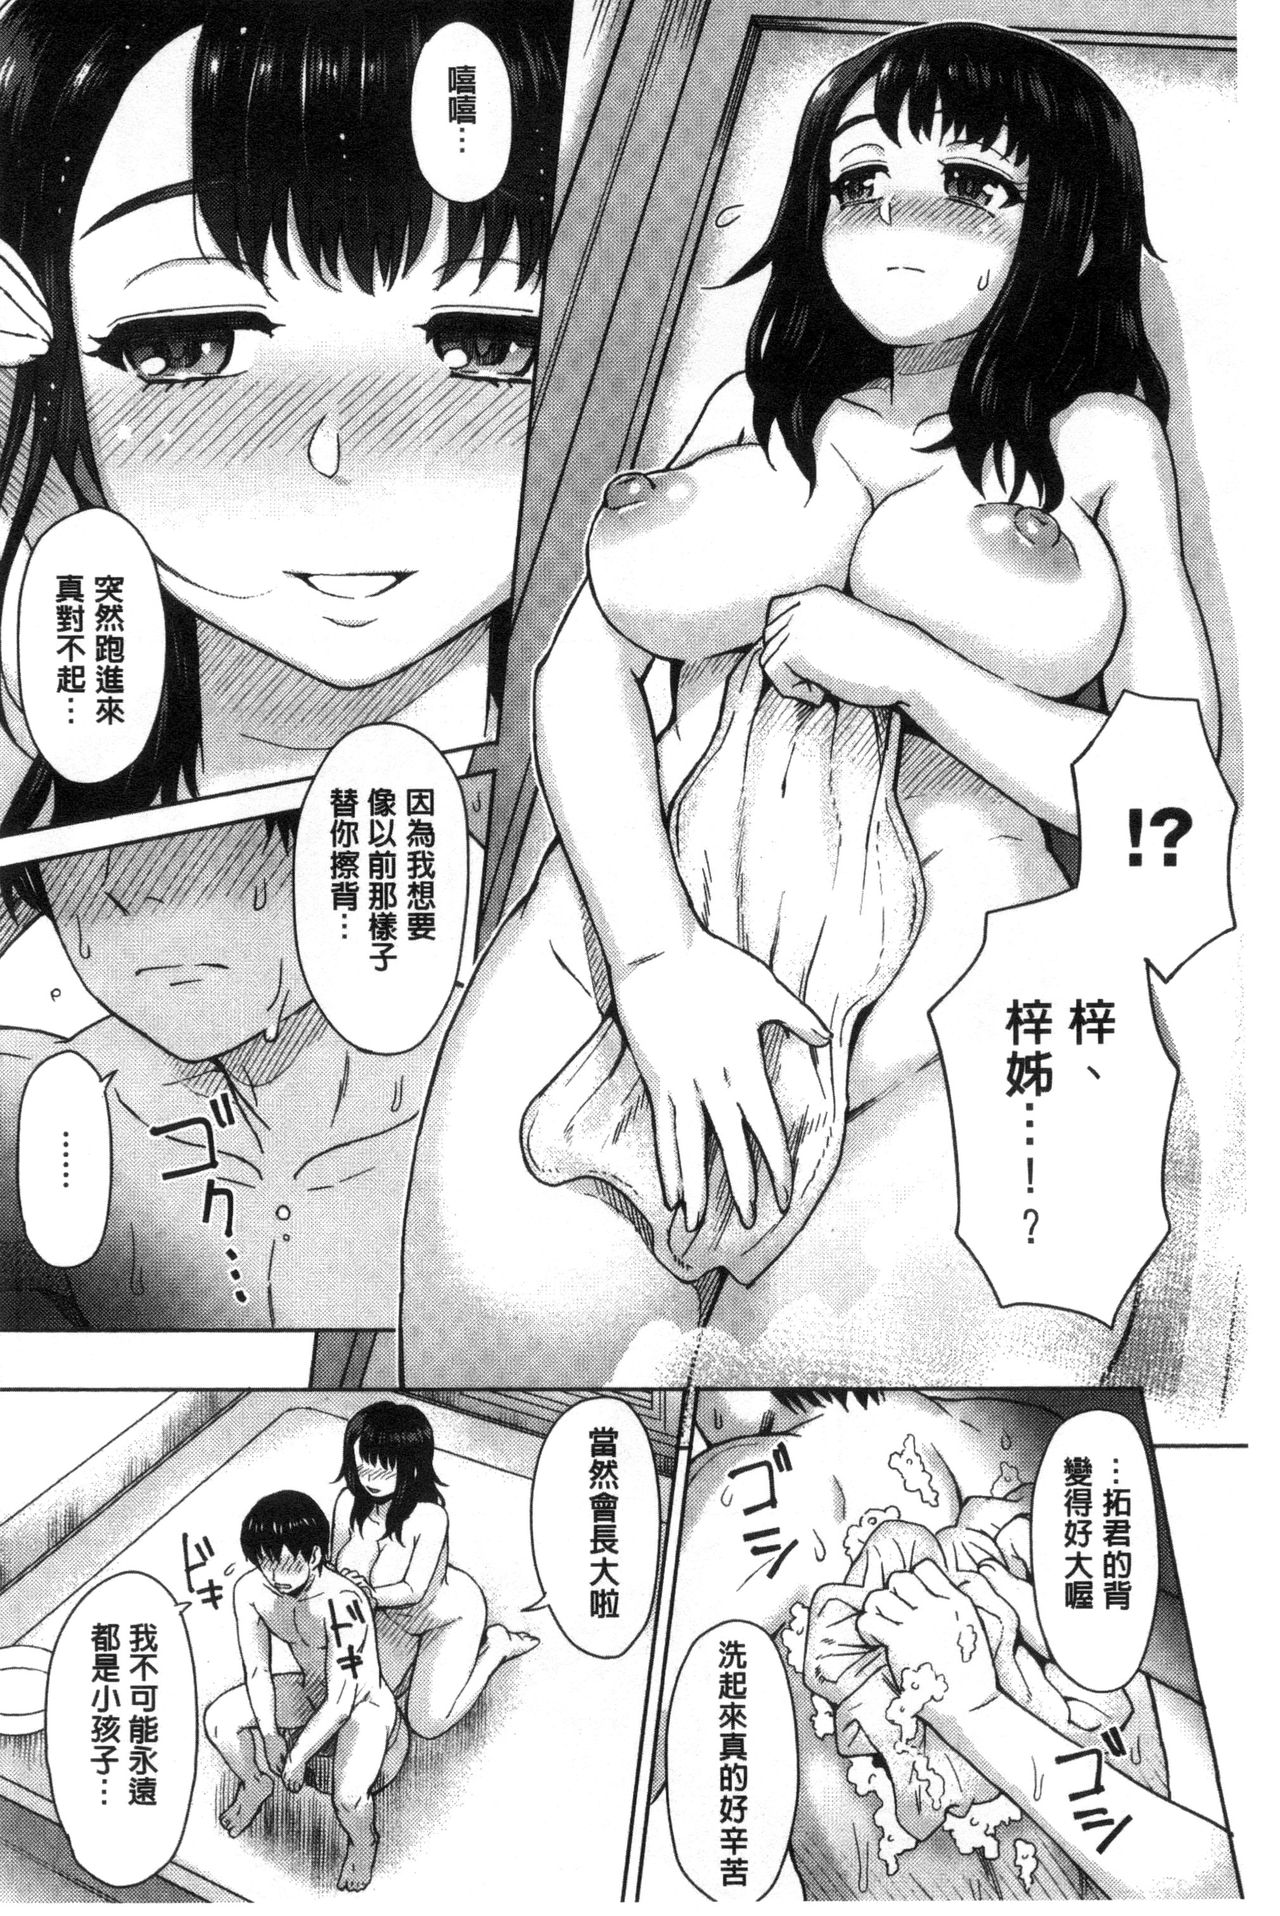 !?
梓、
梓姊…!?
嘻嘻…
突然跑進來
真對不起…
因為我想要
像以前那樣子
替你擦背…
……
ゴク…
…拓君的背
變得好大喔
ゴシ
ゴシ
洗起來真的好辛苦
當然會長大啦
我不可能永遠
都是小孩子…
ドキ
ドキ